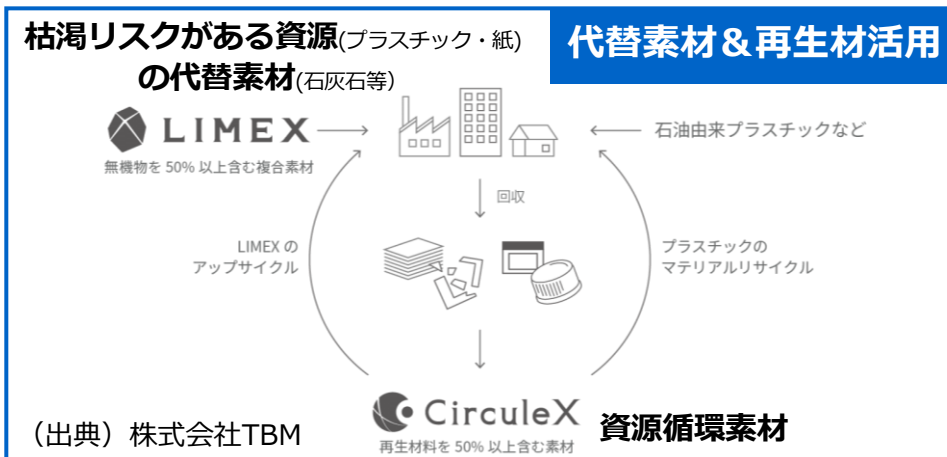 枯渇リスクがある資源(プラスチック・紙)
の代替素材(石灰石等)
代替素材&再生材活用
LIMEX
無機物を 50% 以上含む複合素材
石油由来プラスチックなど
回収
LIMEX の
アップサイクル
プラスチックの
マテリアルリサイクル
(出典)株式会社TBM
CirculeX
再生材料を 50% 以上含む素材
資源循環素材